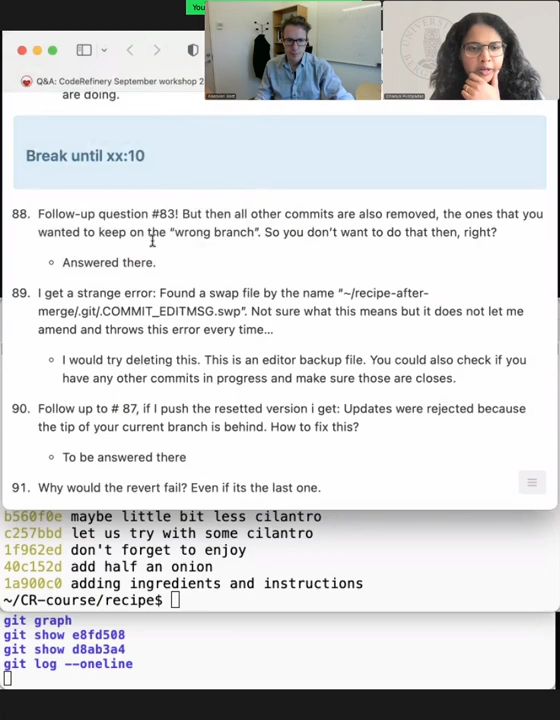 You
Q&A: CodeRefinery September workshop 2
are doing.
Break until xx:10
88. Follow-up question #83! But then all other commits are also removed, the ones that you
wanted to keep on the “wrong branch”. So you don’t want to do that then, right?
Answered there.
89. I get a strange error: Found a swap file by the name “~/recipe-after-
merge/.git/.COMMIT_EDITMSG.swp”. Not sure what this means but it does not let me
amend and throws this error every time…
I would try deleting this. This is an editor backup file. You could also check if you
have any other commits in progress and make sure those are closes.
90. Follow up to # 87, if I push the resetted version i get: Updates were rejected because
the tip of your current branch is behind. How to fix this?
To be answered there
91. Why would the revert fail? Even if its the last one.
b560f0e maybe little bit less cilantro
c257bbd let us try with some cilantro
1f962ed don't forget to enjoy
40c152d add half an onion
1a900c0 adding ingredients and instructions
~/CR-course/recipe$
git graph
git show e8fd508
git show d8ab3a4
git log --oneline